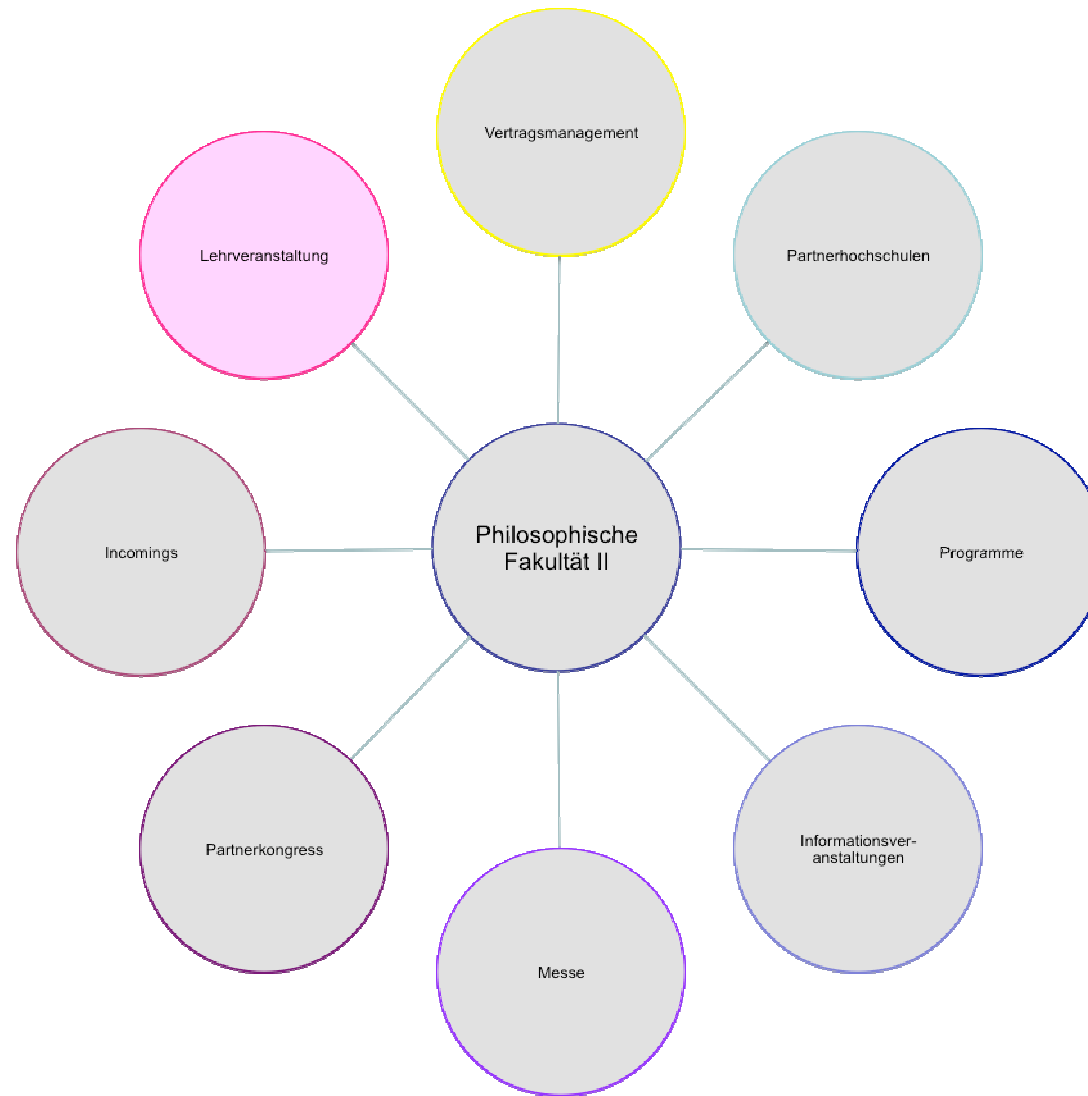 Vertragsmanagement
Lehrveranstaltung
Partnerhochschulen
Philosophische
Fakultät II
Incomings
Programme
Partnerkongress
Informationsver-
anstaltungen
Messe